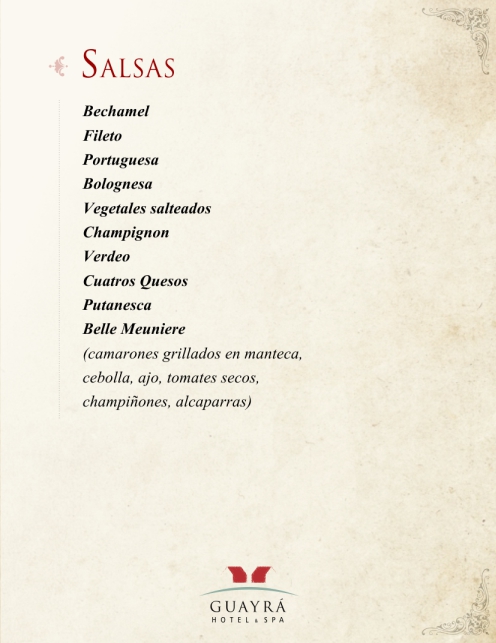 Salsas
Bechamel
Fileto
Portuguesa
Bolognesa
Vegetales salteados
Champignon
Verdeo
Cuatros Quesos
Putanesca
Belle Meuniere
(camarones grillados en manteca,
cebolla, ajo, tomates secos,
champiñones, alcaparras)
GUAYRÁ
HOTEL & SPA